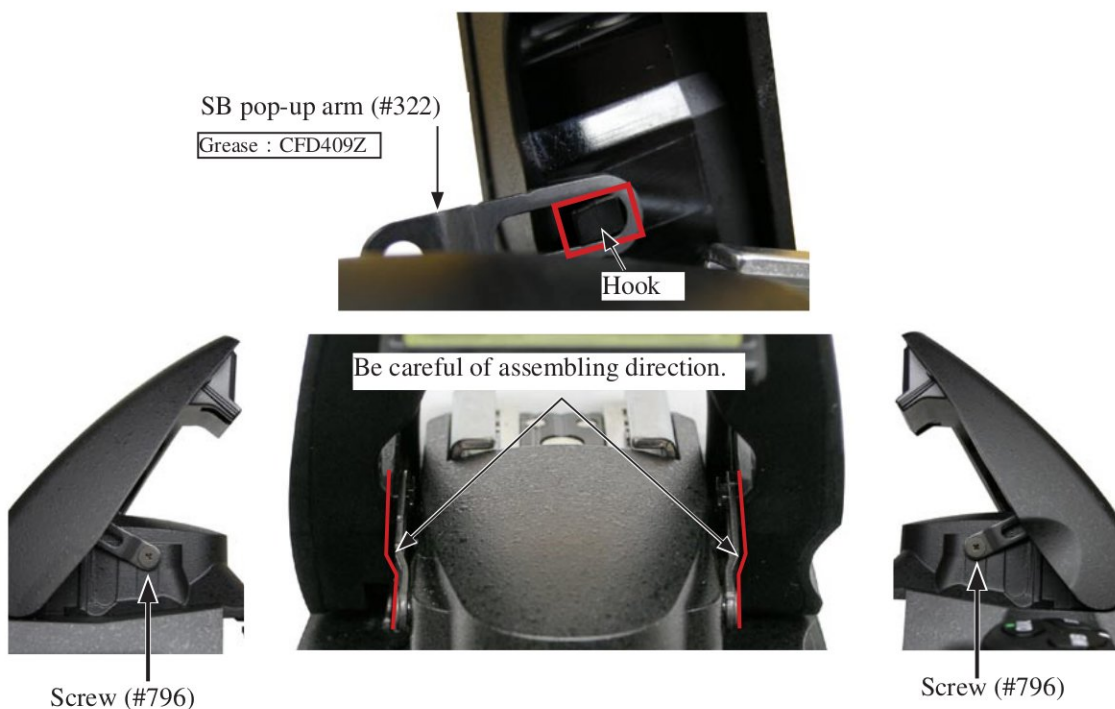 SB pop-up arm (#322)
Grease : CFD409Z
Hook
Be careful of assembling direction.
Screw (#796)
Screw (#796)